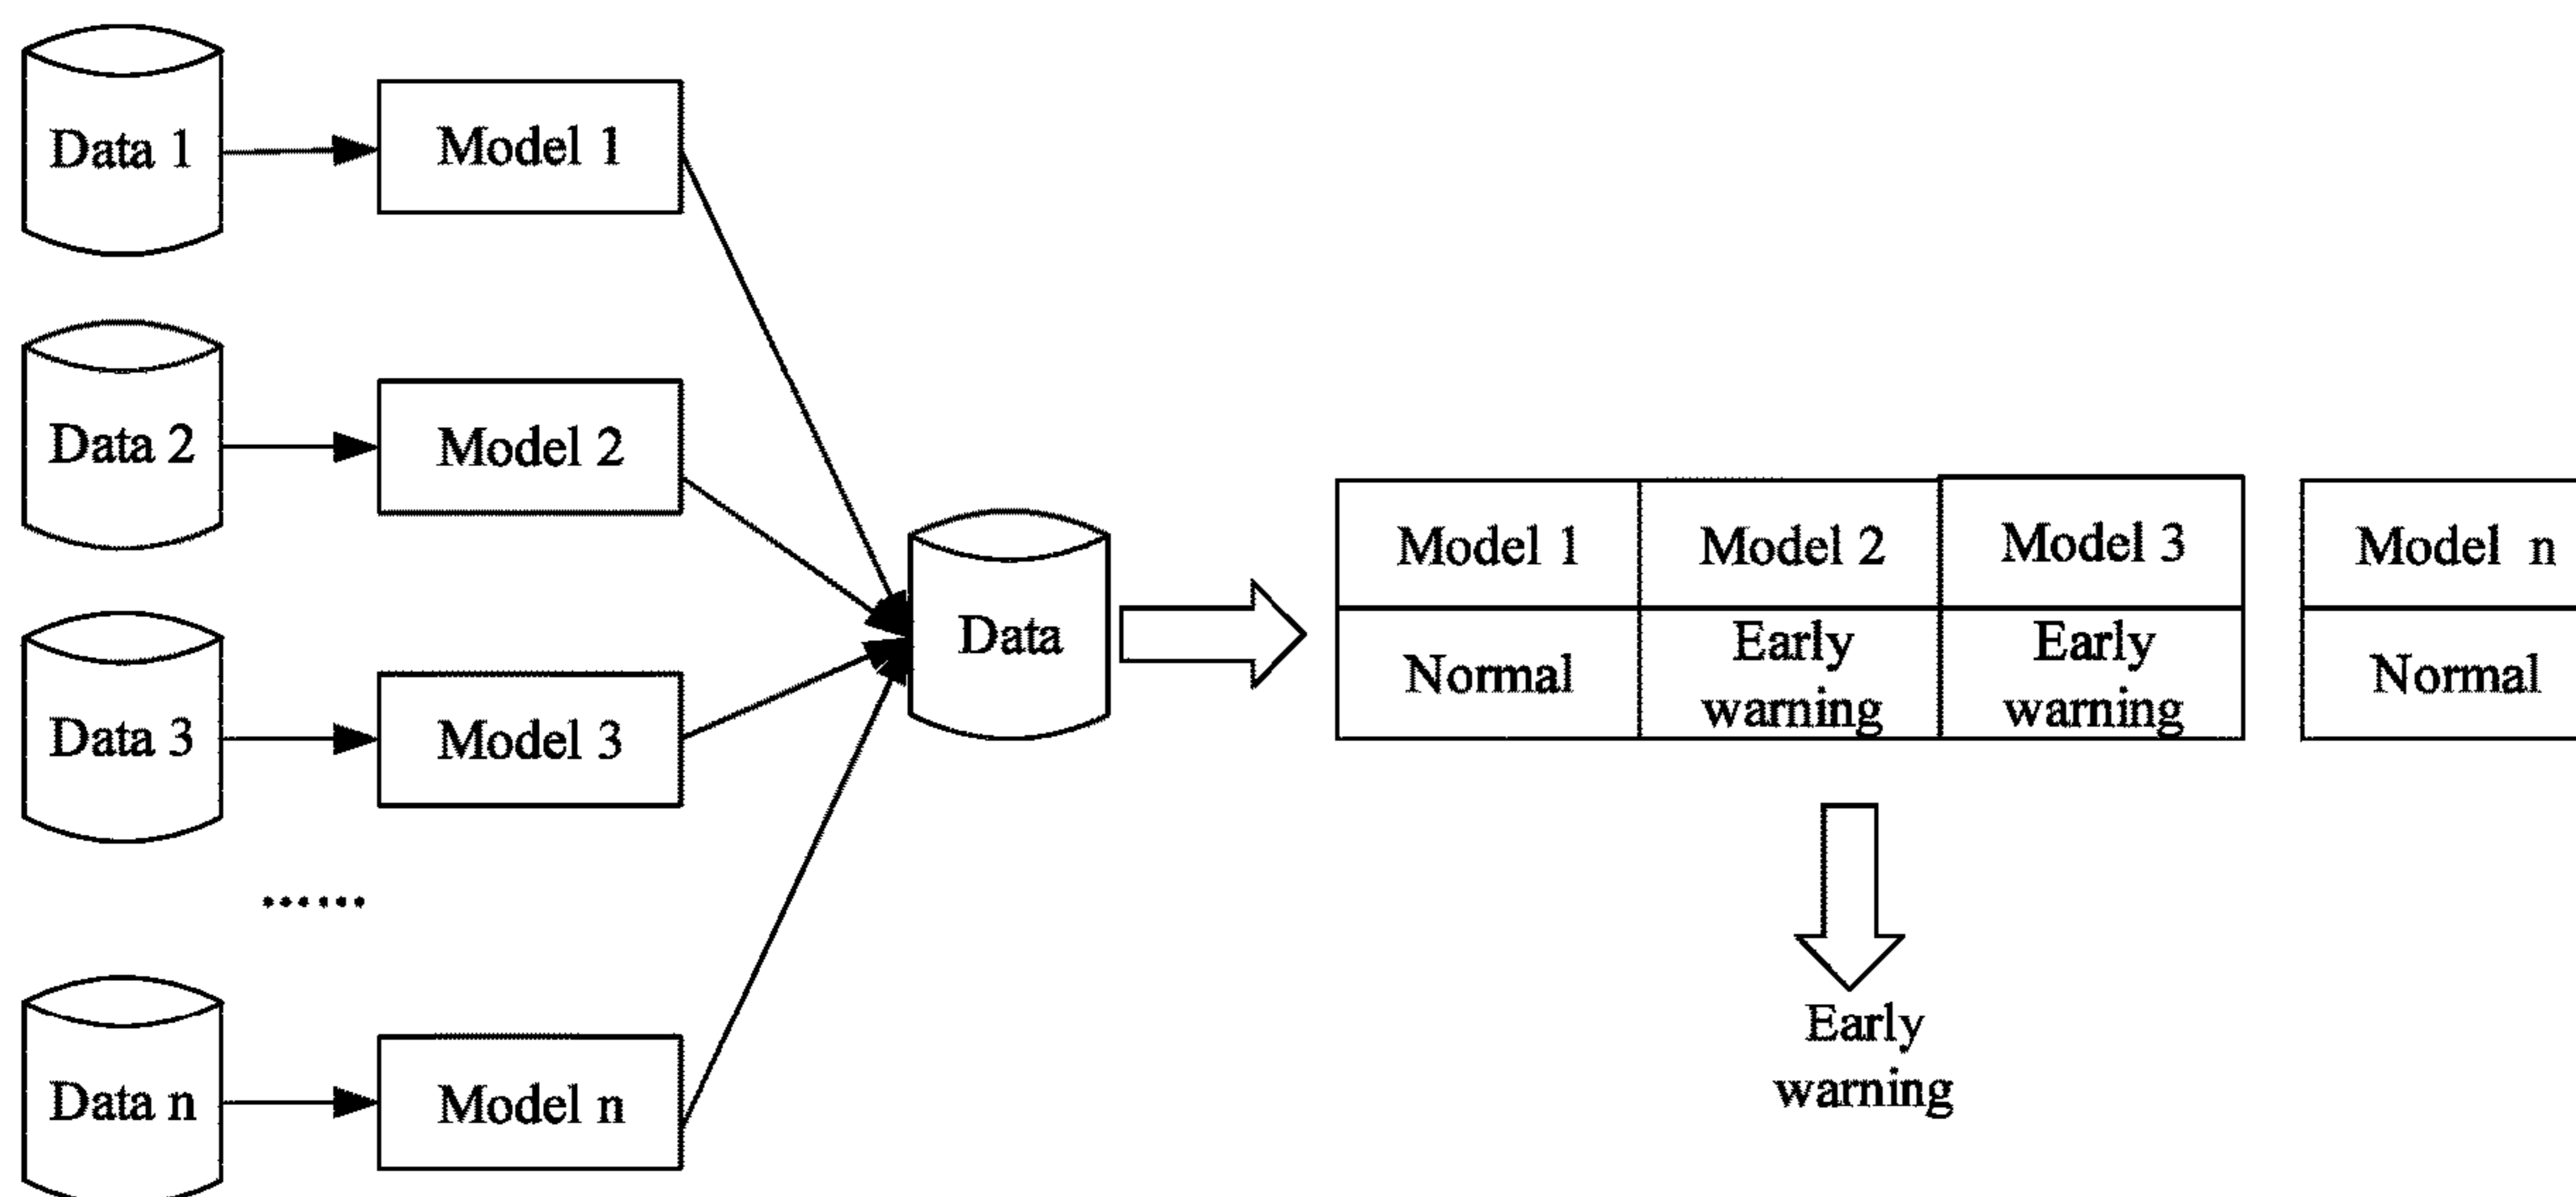 Data 1
Model 1
Data 2
Model 2
Data 3
Model 3
......
Data n
Model n
Data
Model 1
Model 2
Model 3
Model n
Normal
Early
warning
Early
warning
Normal
Early
warning